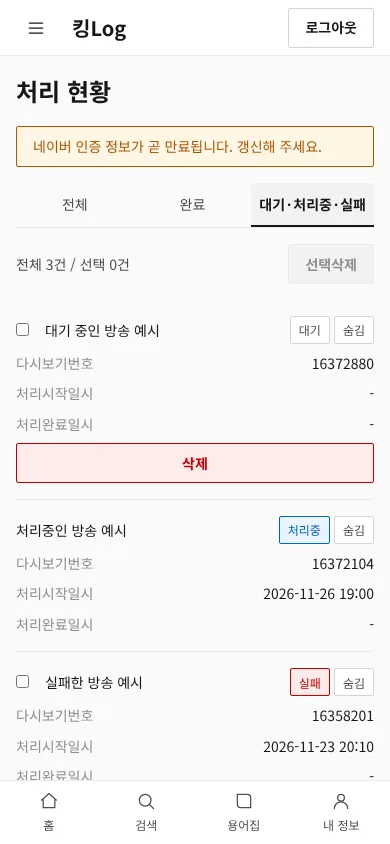 킹Log
로그아웃
처리 현황
네이버 인증 정보가 곧 만료됩니다. 갱신해 주세요.
전체 완료 대기·처리중·실패
전체 3건 / 선택 0건 선택삭제
대기 중인 방송 예시 대기 숨김
다시보기번호 16372880
처리시작일시 -
처리완료일시 -
삭제
처리중인 방송 예시 처리중 숨김
다시보기번호 16372104
처리시작일시 2026-11-26 19:00
처리완료일시 -
실패한 방송 예시 실패 숨김
다시보기번호 16358201
처리시작일시 2026-11-23 20:10
처리완료일시
홈 검색 용어집 내 정보